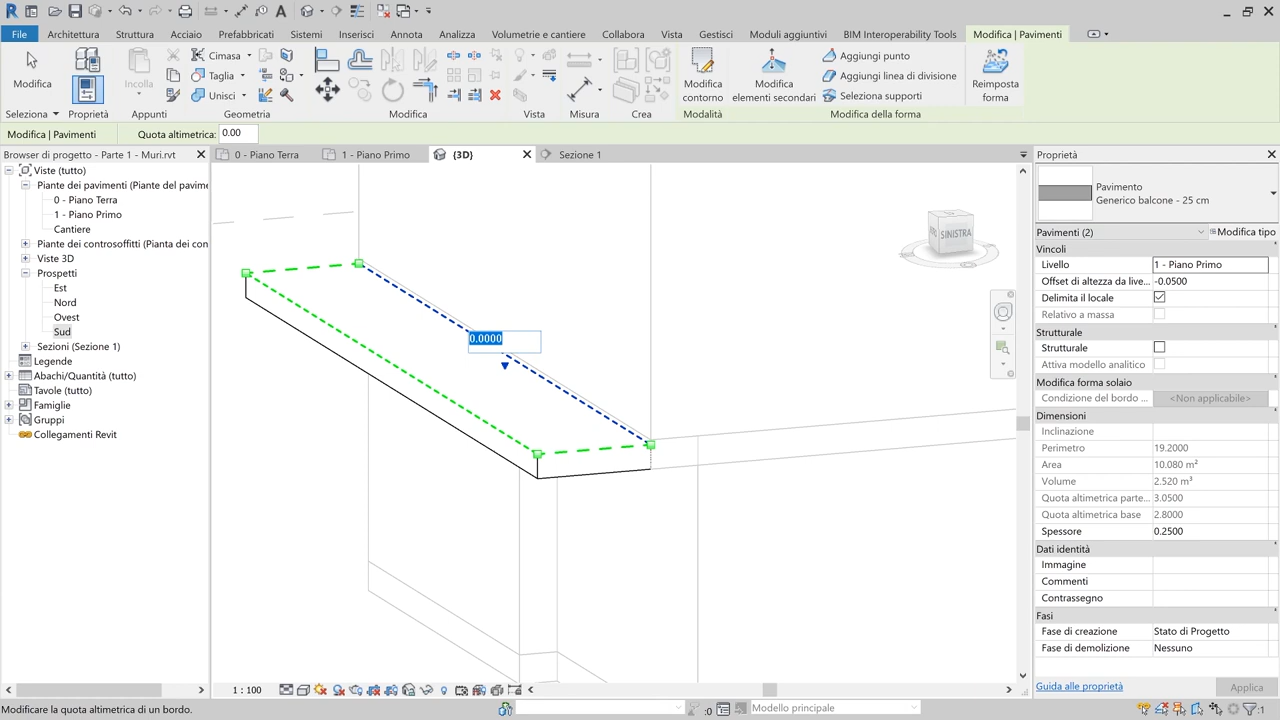 File
Architettura
Struttura
Acciaio
Prefabbricati
Sistemi
Inserisci
Annota
Analizza
Volumetrie e cantiere
Collabora
Vista
Gestisci
Moduli aggiuntivi
BIM Interoperability Tools
Modifica | Pavimenti
Cimasa
Aggiungi punto
Taglia
Aggiungi linea di divisione
Modifica
Incolla
Unisci
Modifica contorno
Modifica elementi secondari
Seleziona supporti
Reimposta forma
Seleziona
Proprietà
Appunti
Geometria
Modifica
Vista
Misura
Crea
Modalità
Modifica della forma
Modifica | Pavimenti
Quota altimetrica: 0.00
Browser di progetto - Parte 1 - Muri.rvt
0 - Piano Terra
1 - Piano Primo
{3D}
Sezione 1
Proprietà
Viste (tutto)
Piante dei pavimenti (Piante del pavime
0 - Piano Terra
1 - Piano Primo
Cantiere
Piante dei controsoffitti (Pianta dei con
Viste 3D
Prospetti
Est
Nord
Ovest
Sud
Sezioni (Sezione 1)
Legende
Abachi/Quantità (tutto)
Tavole (tutto)
Famiglie
Gruppi
Collegamenti Revit
SINISTRA
0.0000
Pavimento
Generico balcone - 25 cm
Pavimenti (2)
Modifica tipo
Vincoli
Livello 1 - Piano Primo
Offset di altezza da live... -0.0500
Delimita il locale
Relativo a massa
Strutturale
Strutturale
Attiva modello analitico
Modifica forma solaio
Condizione del bordo ... <Non applicabile>
Dimensioni
Inclinazione
Perimetro 19.2000
Area 10.080 m²
Volume 2.520 m³
Quota altimetrica parte... 3.0500
Quota altimetrica base 2.8000
Spessore 0.2500
Dati identità
Immagine
Commenti
Contrassegno
Fasi
Fase di creazione Stato di Progetto
Fase di demolizione Nessuno
Guida alle proprietà
Applica
1 : 100
Modificare la quota altimetrica di un bordo.
:0
Modello principale
:1